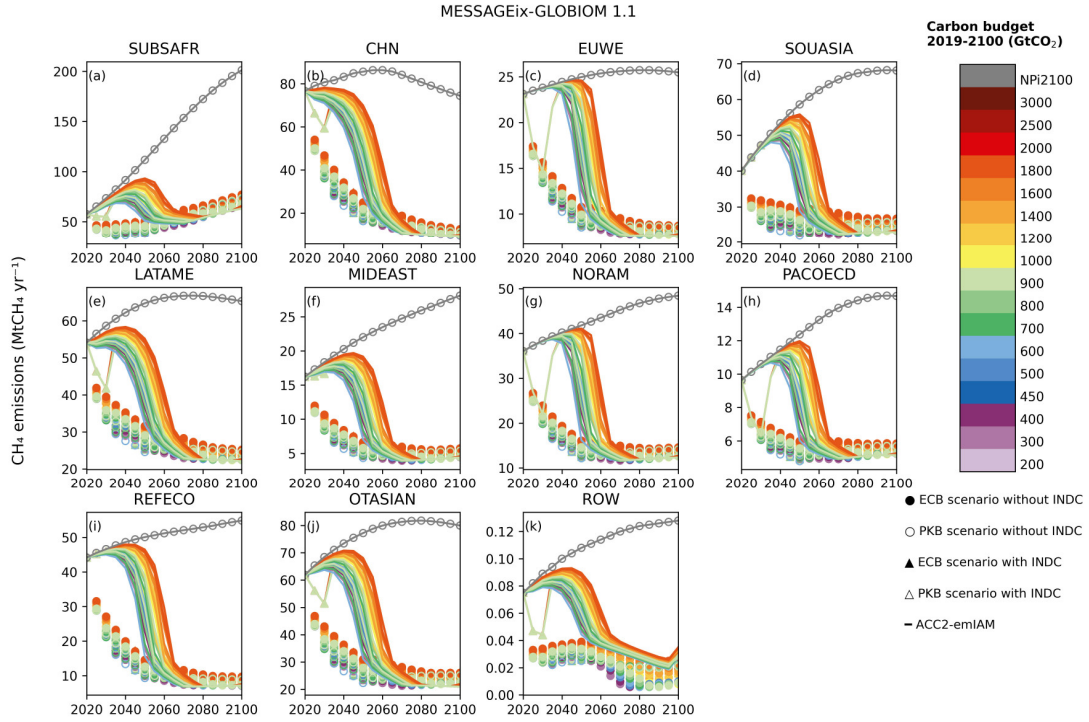 MESSAGEix-GLOBIOM 1.1
CH₄ emissions (MtCH₄ yr⁻¹)
SUBSAFR
(a)
200
150
100
50
2020 2040 2060 2080 2100
CHN
(b)
80
60
40
20
2020 2040 2060 2080 2100
EUWE
(c)
25
20
15
10
2020 2040 2060 2080 2100
SOUASIA
(d)
70
60
50
40
30
20
2020 2040 2060 2080 2100
LATAME
(e)
60
50
40
30
20
2020 2040 2060 2080 2100
MIDEAST
(f)
25
20
15
10
5
2020 2040 2060 2080 2100
NORAM
(g)
50
40
30
20
10
2020 2040 2060 2080 2100
PACOECD
(h)
14
12
10
8
6
2020 2040 2060 2080 2100
REFECO
(i)
50
40
30
20
10
2020 2040 2060 2080 2100
OTASIAN
(j)
80
70
60
50
40
30
20
2020 2040 2060 2080 2100
ROW
(k)
0.12
0.10
0.08
0.06
0.04
0.02
0.00
2020 2040 2060 2080 2100
Carbon budget
2019-2100 (GtCO₂)
NPi2100
3000
2500
2000
1800
1600
1400
1200
1000
900
800
700
600
500
450
400
300
200
ECB scenario without INDC
PKB scenario without INDC
ECB scenario with INDC
PKB scenario with INDC
ACC2-emIAM